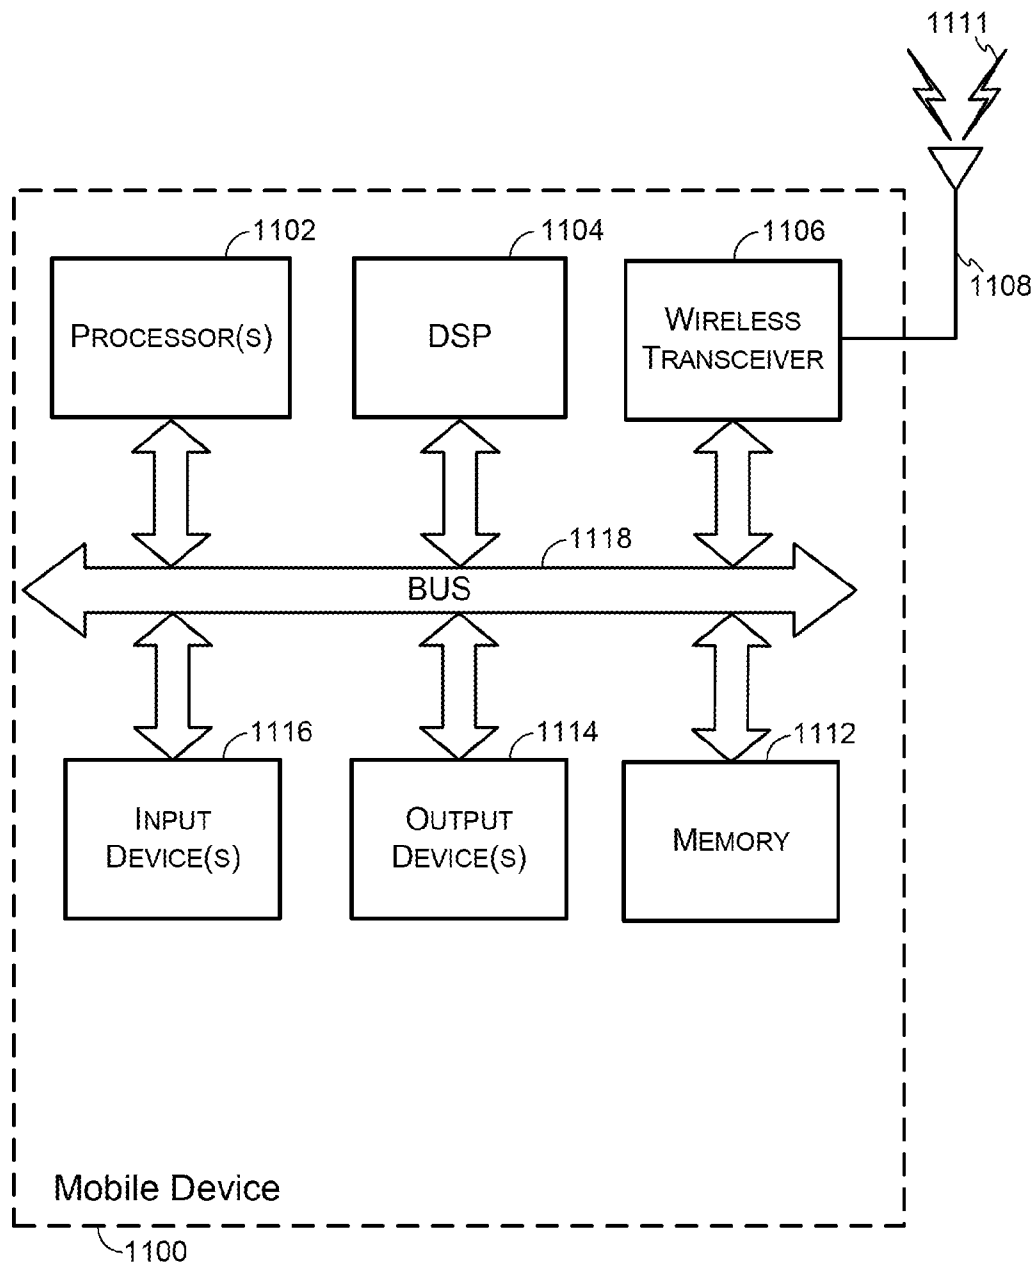 1111
1102
1104
1106
1108
PROCESSOR(S)
DSP
WIRELESS
TRANSCEIVER
1118
BUS
1116
1114
1112
INPUT
DEVICE(S)
OUTPUT
DEVICE(S)
MEMORY
Mobile Device
1100